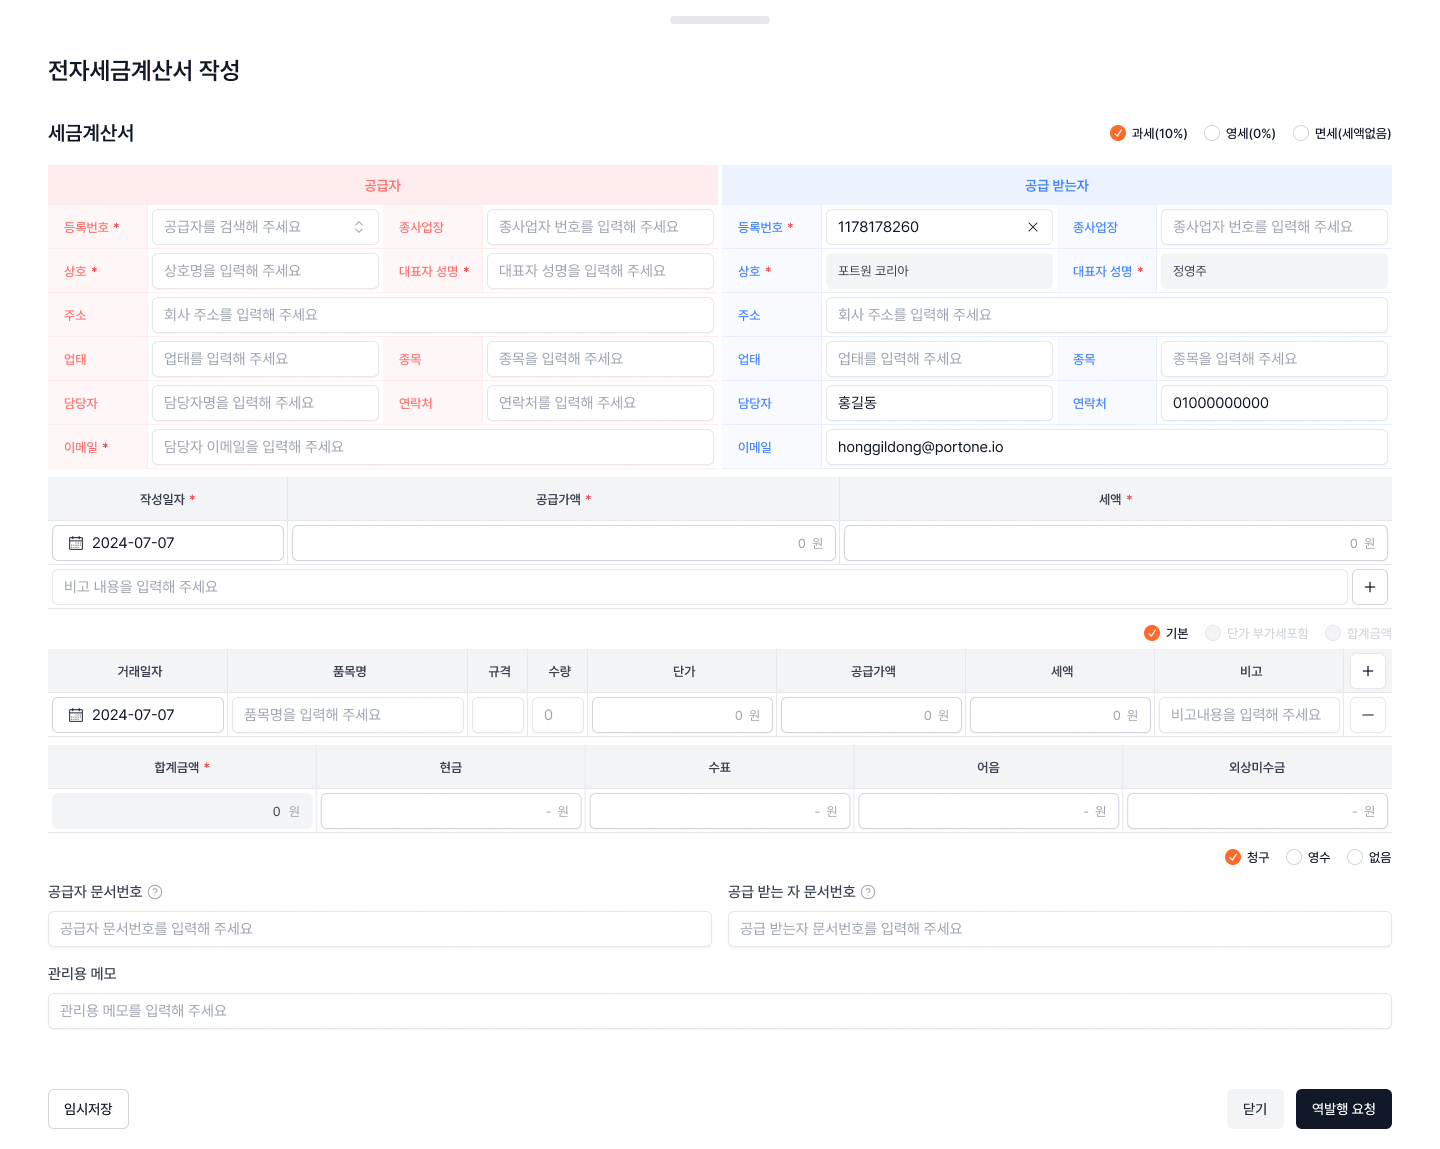 전자세금계산서 작성
세금계산서
과세(10%) 영세(0%) 면세(세액없음)
공급자 공급 받는자
등록번호 * 공급자를 검색해 주세요 종사업장 종사업자 번호를 입력해 주세요 등록번호 * 1178178260 종사업장 종사업자 번호를 입력해 주세요
상호 * 상호명을 입력해 주세요 대표자 성명 * 대표자 성명을 입력해 주세요 상호 * 포트원 코리아 대표자 성명 * 정영주
주소 회사 주소를 입력해 주세요 주소 회사 주소를 입력해 주세요
업태 업태를 입력해 주세요 종목 종목을 입력해 주세요 업태 업태를 입력해 주세요 종목 종목을 입력해 주세요
담당자 담당자명을 입력해 주세요 연락처 연락처를 입력해 주세요 담당자 홍길동 연락처 01000000000
이메일 * 담당자 이메일을 입력해 주세요 이메일 honggildong@portone.io
작성일자 * 공급가액 * 세액 *
2024-07-07 0 원 0 원
비고 내용을 입력해 주세요 +
기본 단가 부가세포함 합계금액
거래일자 품목명 규격 수량 단가 공급가액 세액 비고 +
2024-07-07 품목명을 입력해 주세요 0 0 원 0 원 0 원 비고내용을 입력해 주세요 −
합계금액 * 현금 수표 어음 외상미수금
0 원 - 원 - 원 - 원 - 원
청구 영수 없음
공급자 문서번호 ? 공급 받는 자 문서번호 ?
공급자 문서번호를 입력해 주세요 공급 받는자 문서번호를 입력해 주세요
관리용 메모
관리용 메모를 입력해 주세요
임시저장 닫기 역발행 요청